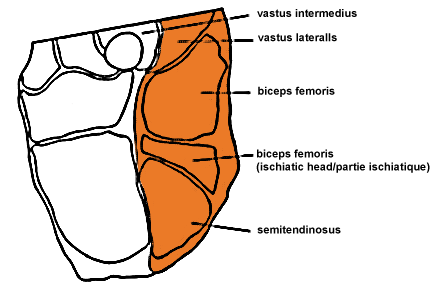 vastus intermedius
vastus lateralls
biceps femoris
biceps femoris
(ischiatic head/partie ischiatique)
semitendinosus